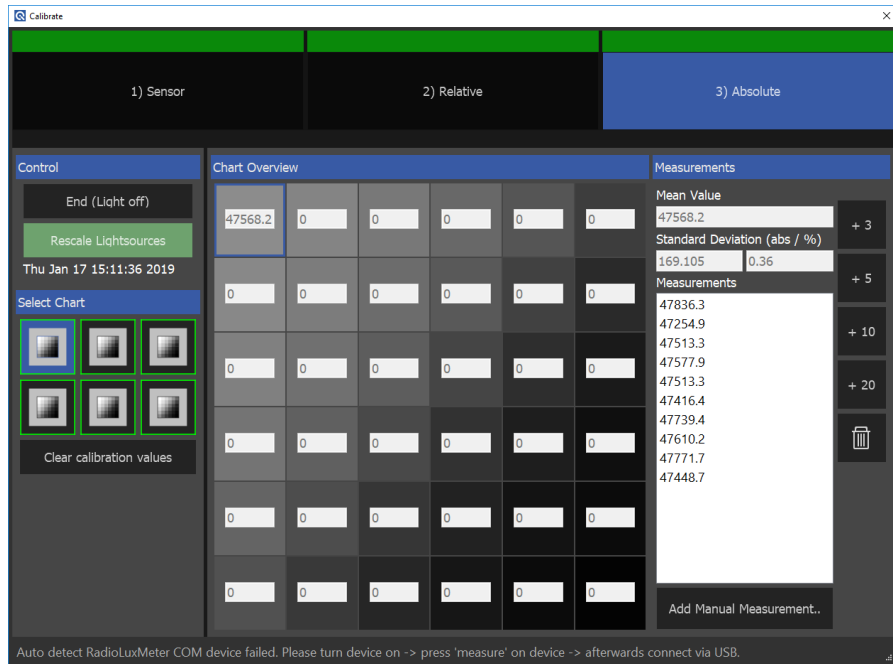 Calibrate
1) Sensor
2) Relative
3) Absolute
Control
End (Light off)
Rescale Lightsources
Thu Jan 17 15:11:36 2019
Select Chart
Clear calibration values
Chart Overview
47568.2 0 0 0 0 0
0 0 0 0 0 0
0 0 0 0 0 0
0 0 0 0 0 0
0 0 0 0 0 0
0 0 0 0 0 0
Measurements
Mean Value
47568.2
Standard Deviation (abs / %)
169.105 0.36
Measurements
47836.3
47254.9
47513.3
47577.9
47513.3
47416.4
47739.4
47610.2
47771.7
47448.7
Add Manual Measurement..
+ 3
+ 5
+ 10
+ 20
Auto detect RadioLuxMeter COM device failed. Please turn device on -> press 'measure' on device -> afterwards connect via USB.